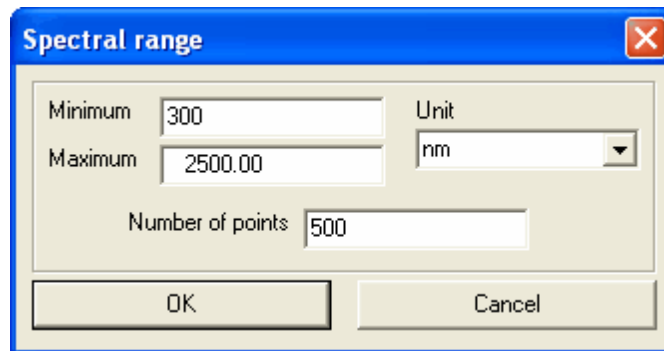 Spectral range
Minimum 300 Unit
Maximum 2500.00 nm
Number of points 500
OK Cancel